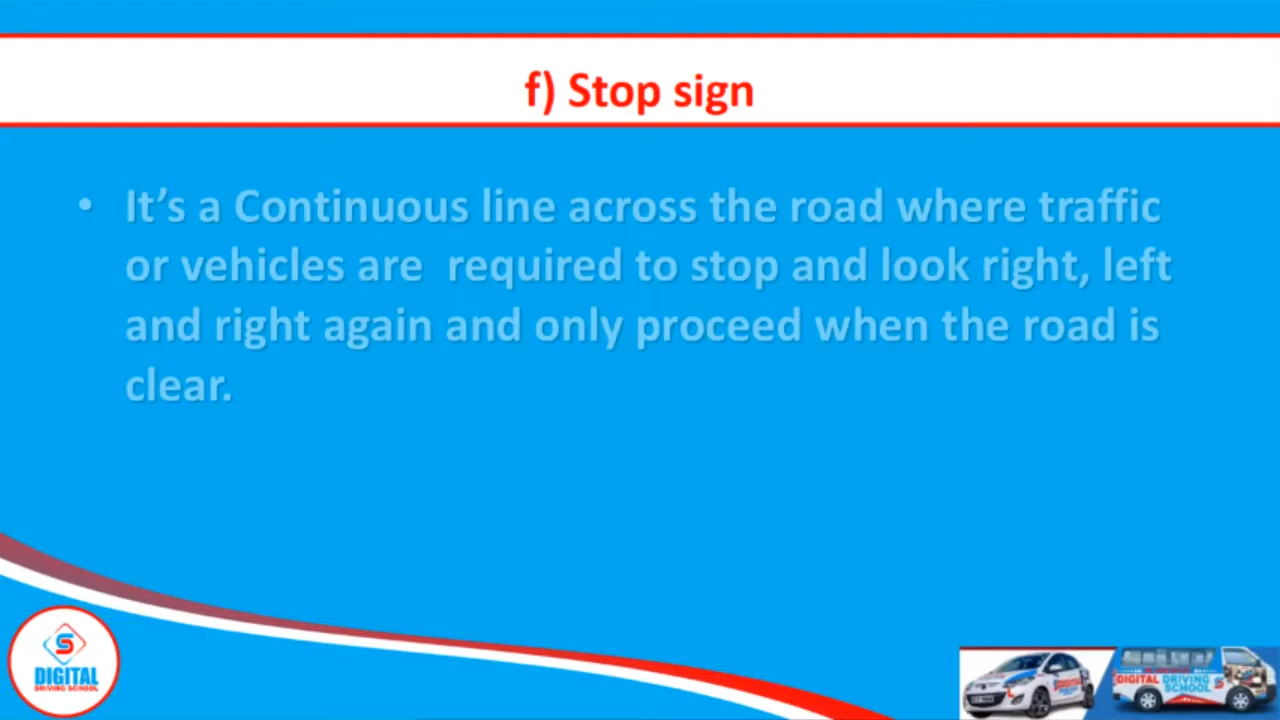 f) Stop sign
• It’s a Continuous line across the road where traffic
or vehicles are  required to stop and look right, left
and right again and only proceed when the road is
clear.
S
DIGITAL
DRIVING SCHOOL
DIGITAL DRIVING
SCHOOL